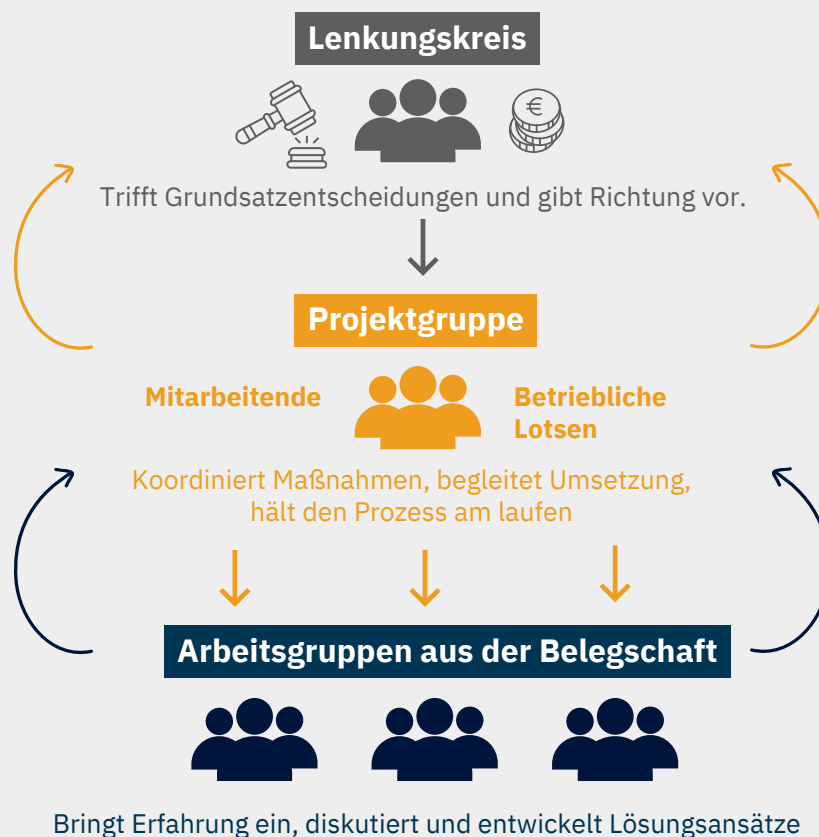 Lenkungskreis
€
Trifft Grundsatzentscheidungen und gibt Richtung vor.
Projektgruppe
Mitarbeitende
Betriebliche
Lotsen
Koordiniert Maßnahmen, begleitet Umsetzung,
hält den Prozess am laufen
Arbeitsgruppen aus der Belegschaft
Bringt Erfahrung ein, diskutiert und entwickelt Lösungsansätze